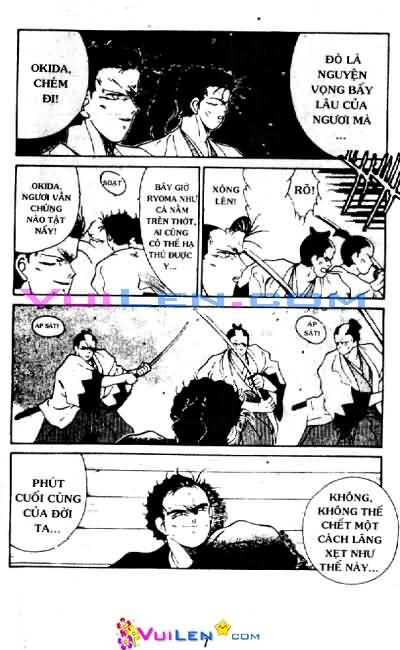 OKIDA,
CHÉM
ĐI!
ĐÓ LÀ
NGUYỆN
VỌNG BẤY
LÂU CỦA
NGƯƠI MÀ
...
OKIDA,
NGƯƠI VẪN
CHỨNG
NÀO TẬT
NẤY!
SOẠT
BÂY GIỜ
RYOMA NHƯ
CÁ NẰM
TRÊN THỚT,
AI CŨNG
CÓ THỂ HẠ
THỦ ĐƯỢC
Y...
XÔNG
LÊN!
RÕ!
VUILEN.COM
ÁP SÁT!
ÁP
SÁT!
PHÚT
CUỐI CÙNG
CỦA ĐỜI
TA...
KHÔNG,
KHÔNG THỂ
CHẾT MỘT
CÁCH LÃNG
XẸT NHƯ
THẾ NÀY...
VUILEN.COM